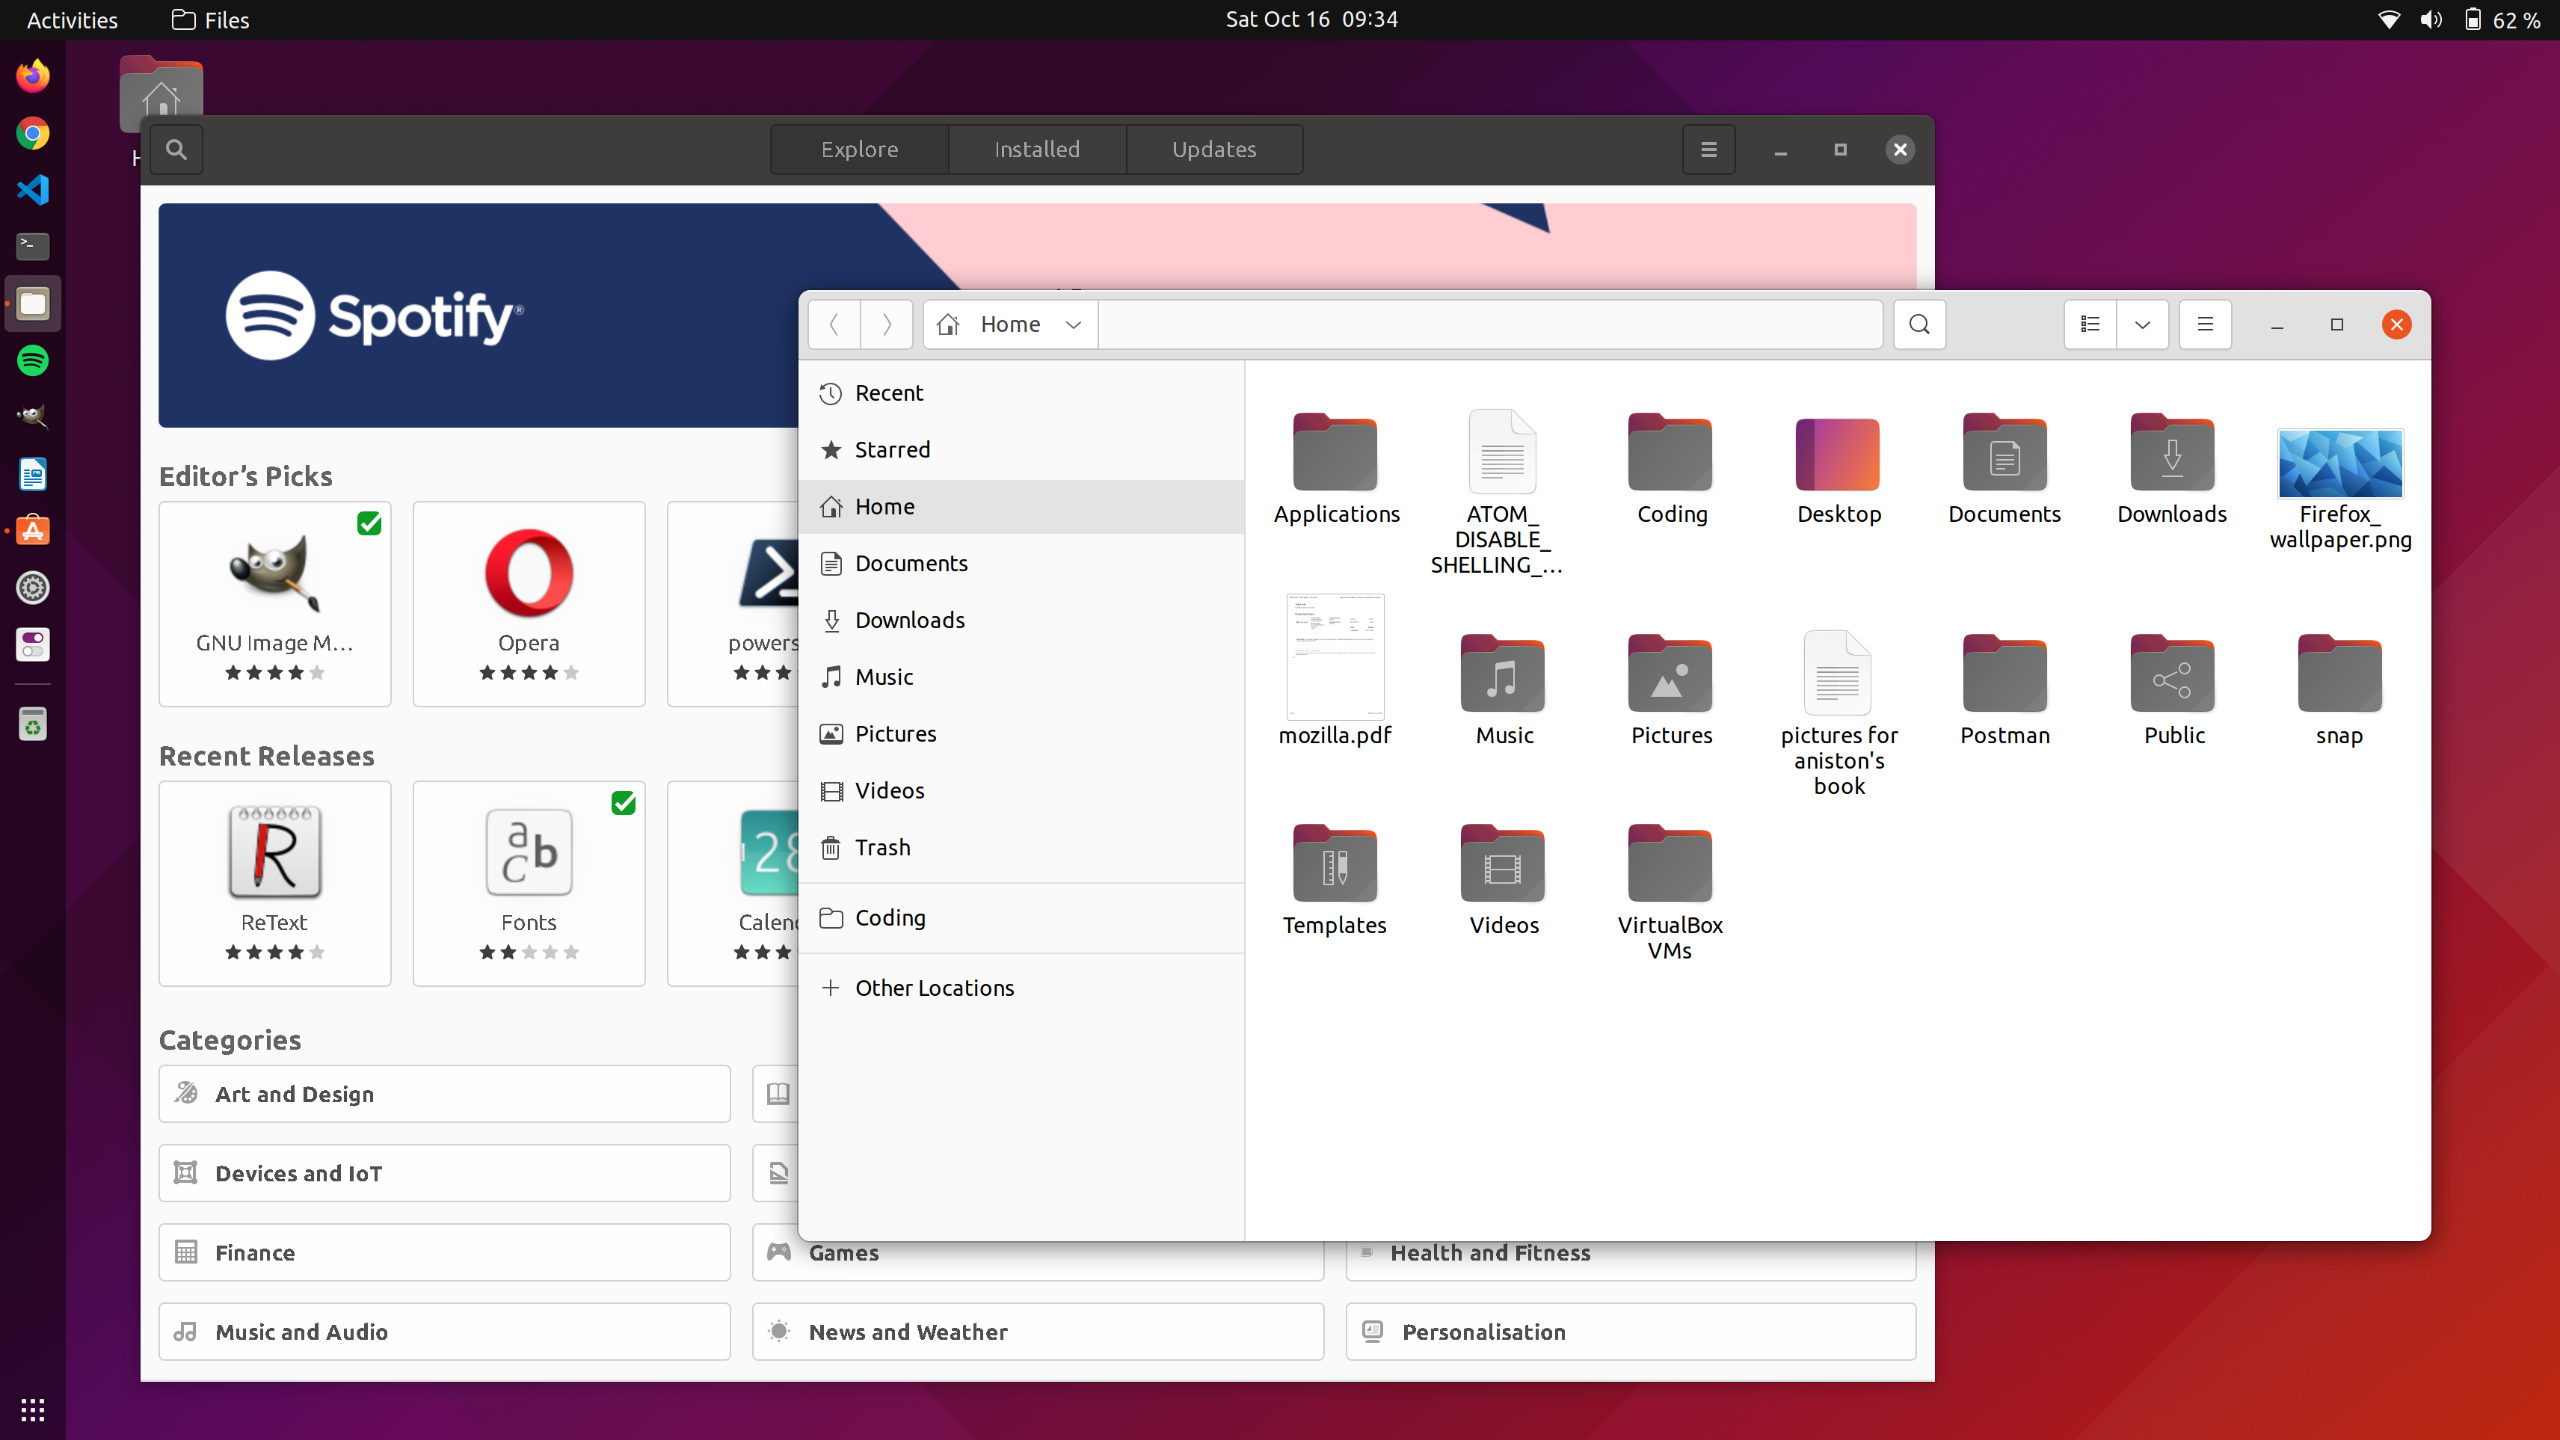 Activities
Files
Sat Oct 16 09:34
62 %
Explore
Installed
Updates
Spotify®
Editor’s Picks
GNU Image M…
Opera
Recent Releases
ReText
Fonts
Categories
Art and Design
Devices and IoT
Finance
Games
Health and Fitness
Music and Audio
News and Weather
Personalisation
Home
Recent
Starred
Home
Documents
Downloads
Music
Pictures
Videos
Trash
Coding
Other Locations
Applications
ATOM_
DISABLE_
SHELLING_…
Coding
Desktop
Documents
Downloads
Firefox_
wallpaper.png
mozilla.pdf
Music
Pictures
pictures for
aniston's
book
Postman
Public
snap
Templates
Videos
VirtualBox
VMs